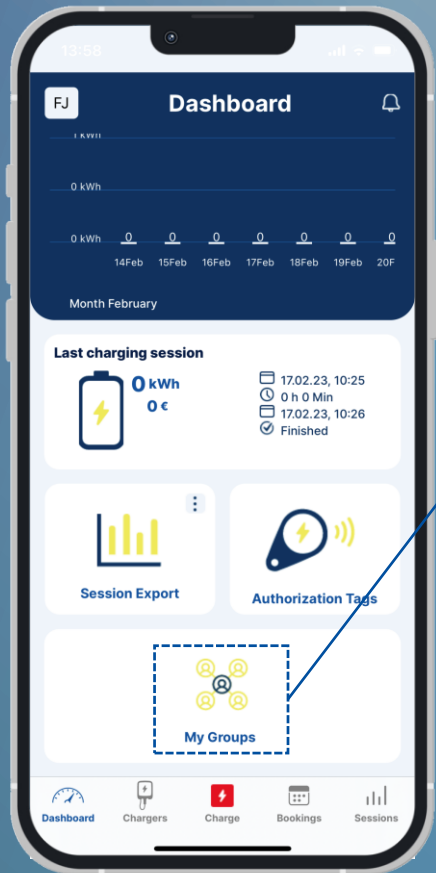 13:58
FJ
Dashboard
1 kWh
0 kWh
0 kWh
0 0 0 0 0 0 0
14Feb 15Feb 16Feb 17Feb 18Feb 19Feb 20F
Month February
Last charging session
0 kWh
0 €
17.02.23, 10:25
0 h 0 Min
17.02.23, 10:26
Finished
Session Export
Authorization Tags
My Groups
Dashboard
Chargers
Charge
Bookings
Sessions